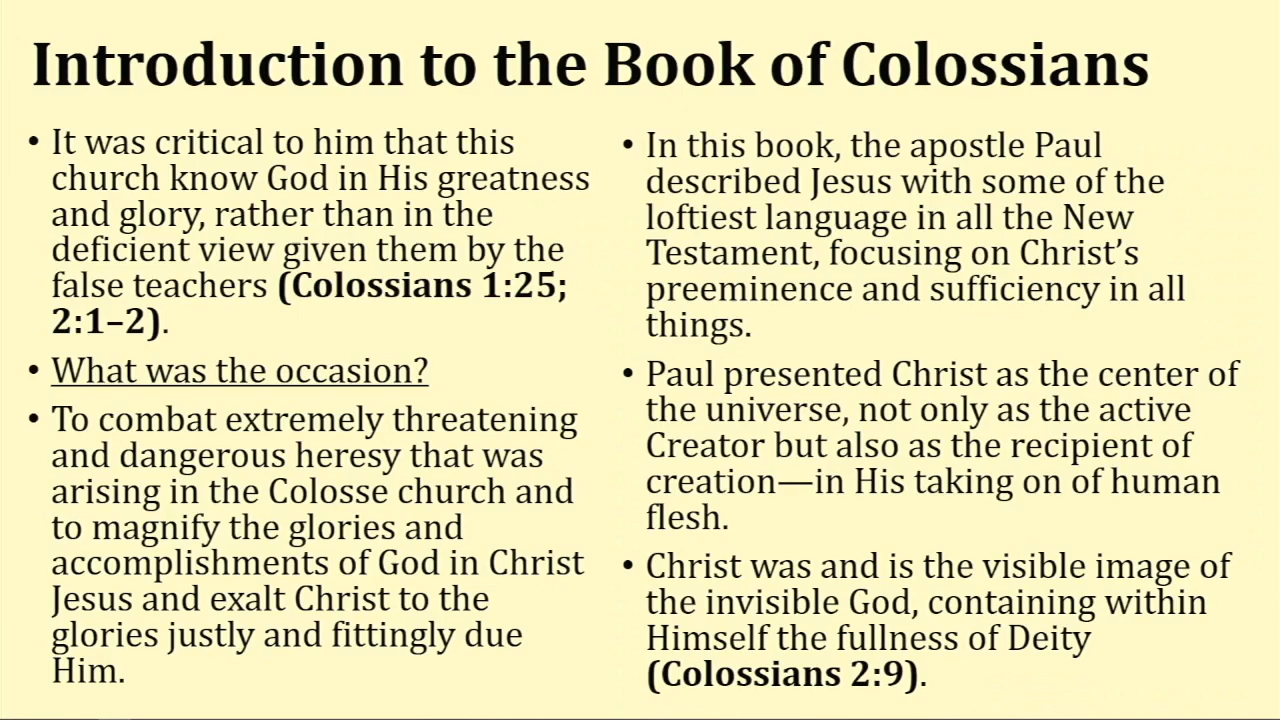 Introduction to the Book of Colossians
• It was critical to him that this
church know God in His greatness
and glory, rather than in the
deficient view given them by the
false teachers (Colossians 1:25;
2:1–2).
• What was the occasion?
• To combat extremely threatening
and dangerous heresy that was
arising in the Colosse church and
to magnify the glories and
accomplishments of God in Christ
Jesus and exalt Christ to the
glories justly and fittingly due
Him.
• In this book, the apostle Paul
described Jesus with some of the
loftiest language in all the New
Testament, focusing on Christ’s
preeminence and sufficiency in all
things.
• Paul presented Christ as the center of
the universe, not only as the active
Creator but also as the recipient of
creation—in His taking on of human
flesh.
• Christ was and is the visible image of
the invisible God, containing within
Himself the fullness of Deity
(Colossians 2:9).